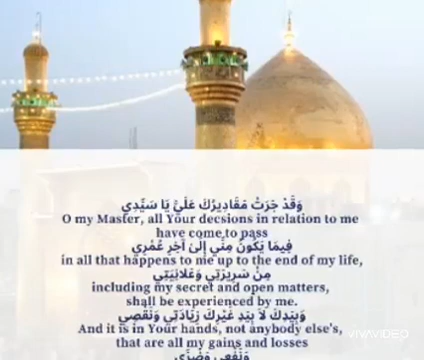 وَقَدْ جَرَتْ مَقَادِيرُكَ عَلَيَّ يَا سَيِّدِي
O my Master, all Your decsions in relation to me
have come to pass
فِيمَا يَكُونُ مِنِّي إِلَىٰ آخِرِ عُمْرِي
in all that happens to me up to the end of my life,
مِنْ سَرِيرَتِي وَعَلَانِيَتِي
including my secret and open matters,
shall be experienced by me.
وَبِيَدِكَ لَا بِيَدِ غَيْرِكَ زِيَادَتِي وَنَقْصِي
And it is in Your hands, not anybody else's,
that are all my gains and losses
وَنَفْعِي وَضُرِّي
VIVAVIDEO